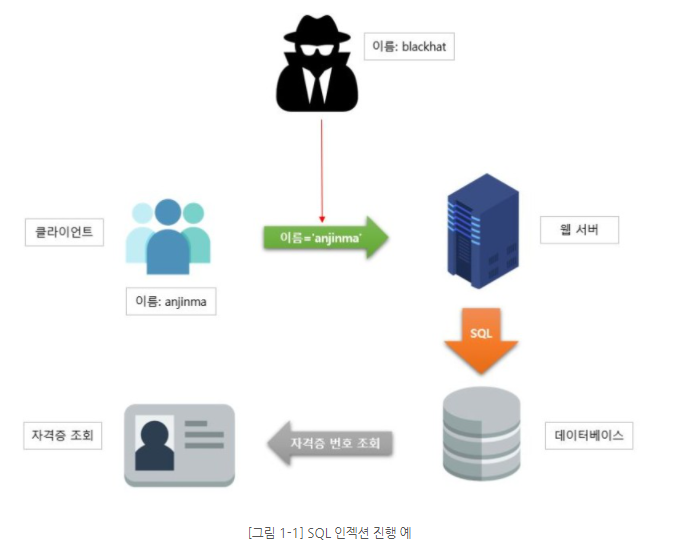 이름: blackhat
클라이언트
이름='anjinma'
웹 서버
이름: anjinma
SQL
자격증 조회
자격증 번호 조회
데이터베이스
[그림 1-1] SQL 인젝션 진행 예